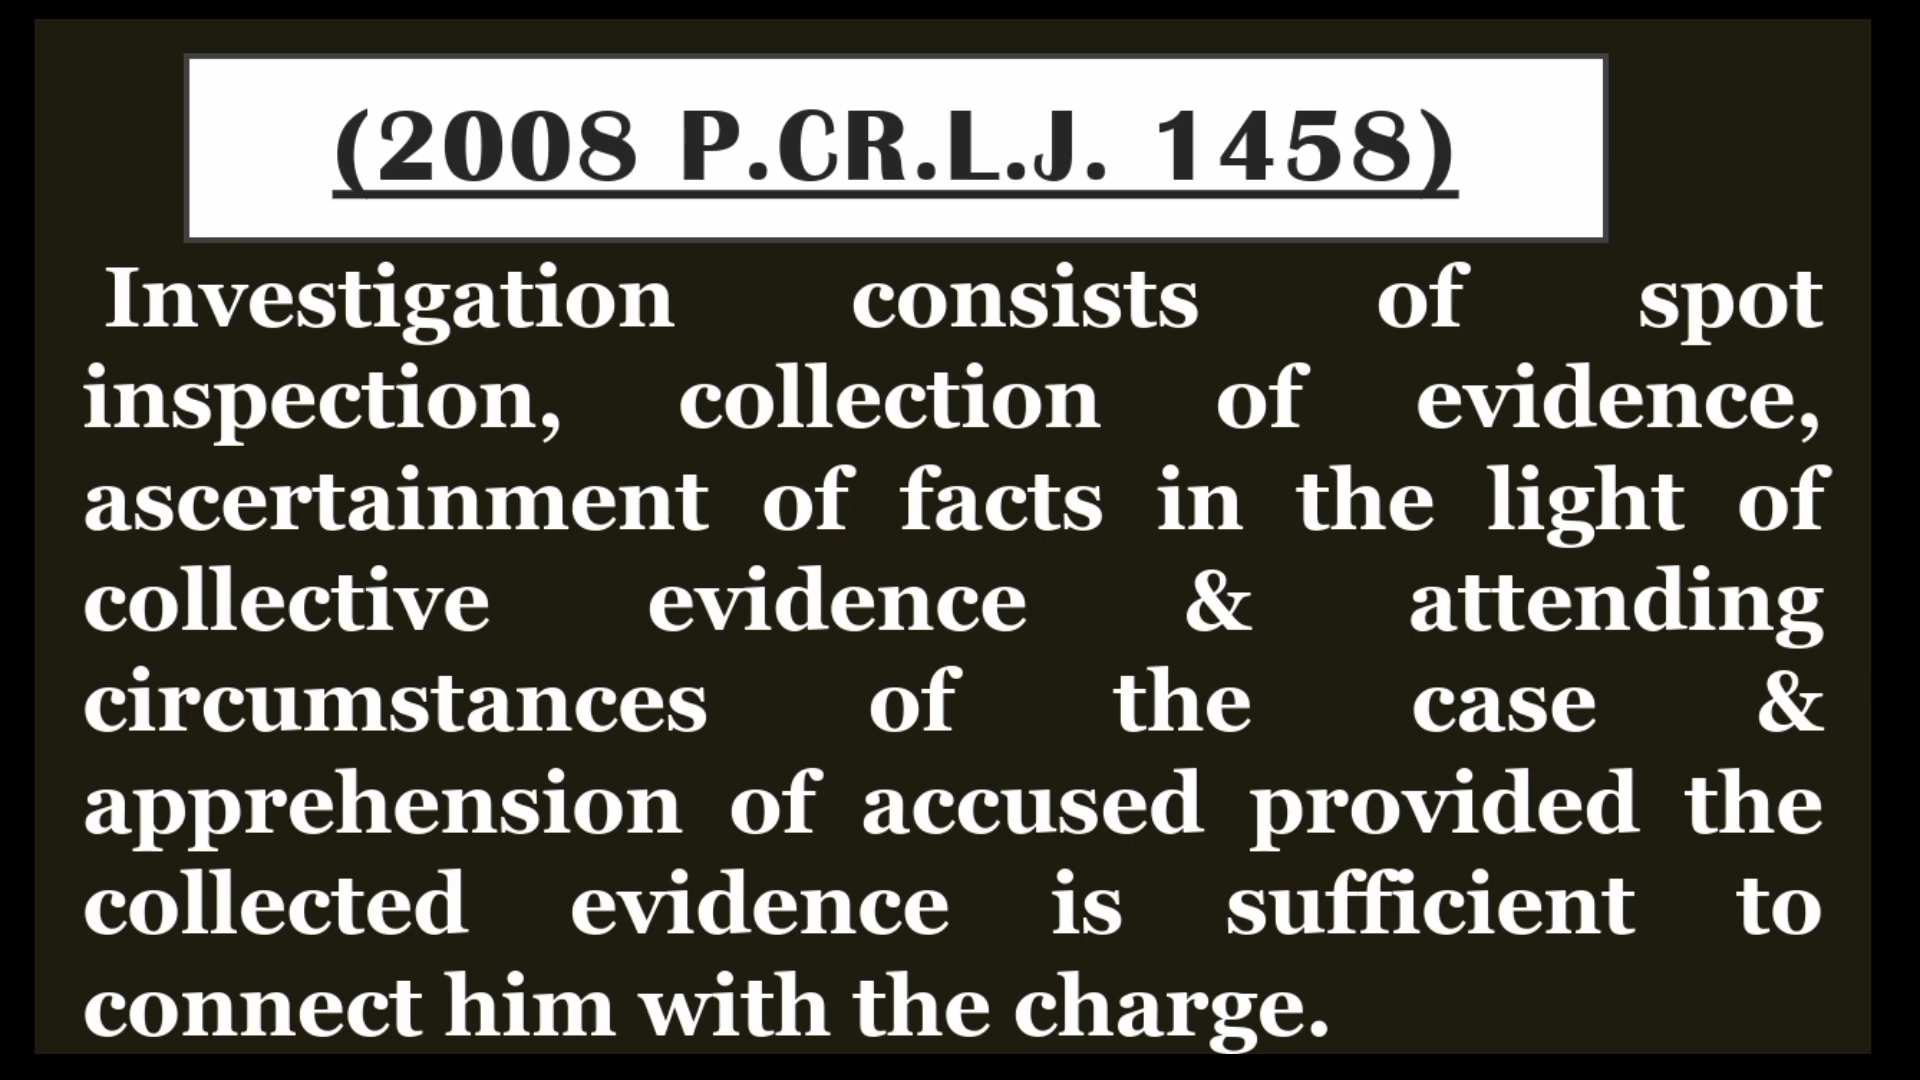 (2008 P.CR.L.J. 1458)
Investigation consists of spot
inspection, collection of evidence,
ascertainment of facts in the light of
collective evidence & attending
circumstances of the case &
apprehension of accused provided the
collected evidence is sufficient to
connect him with the charge.